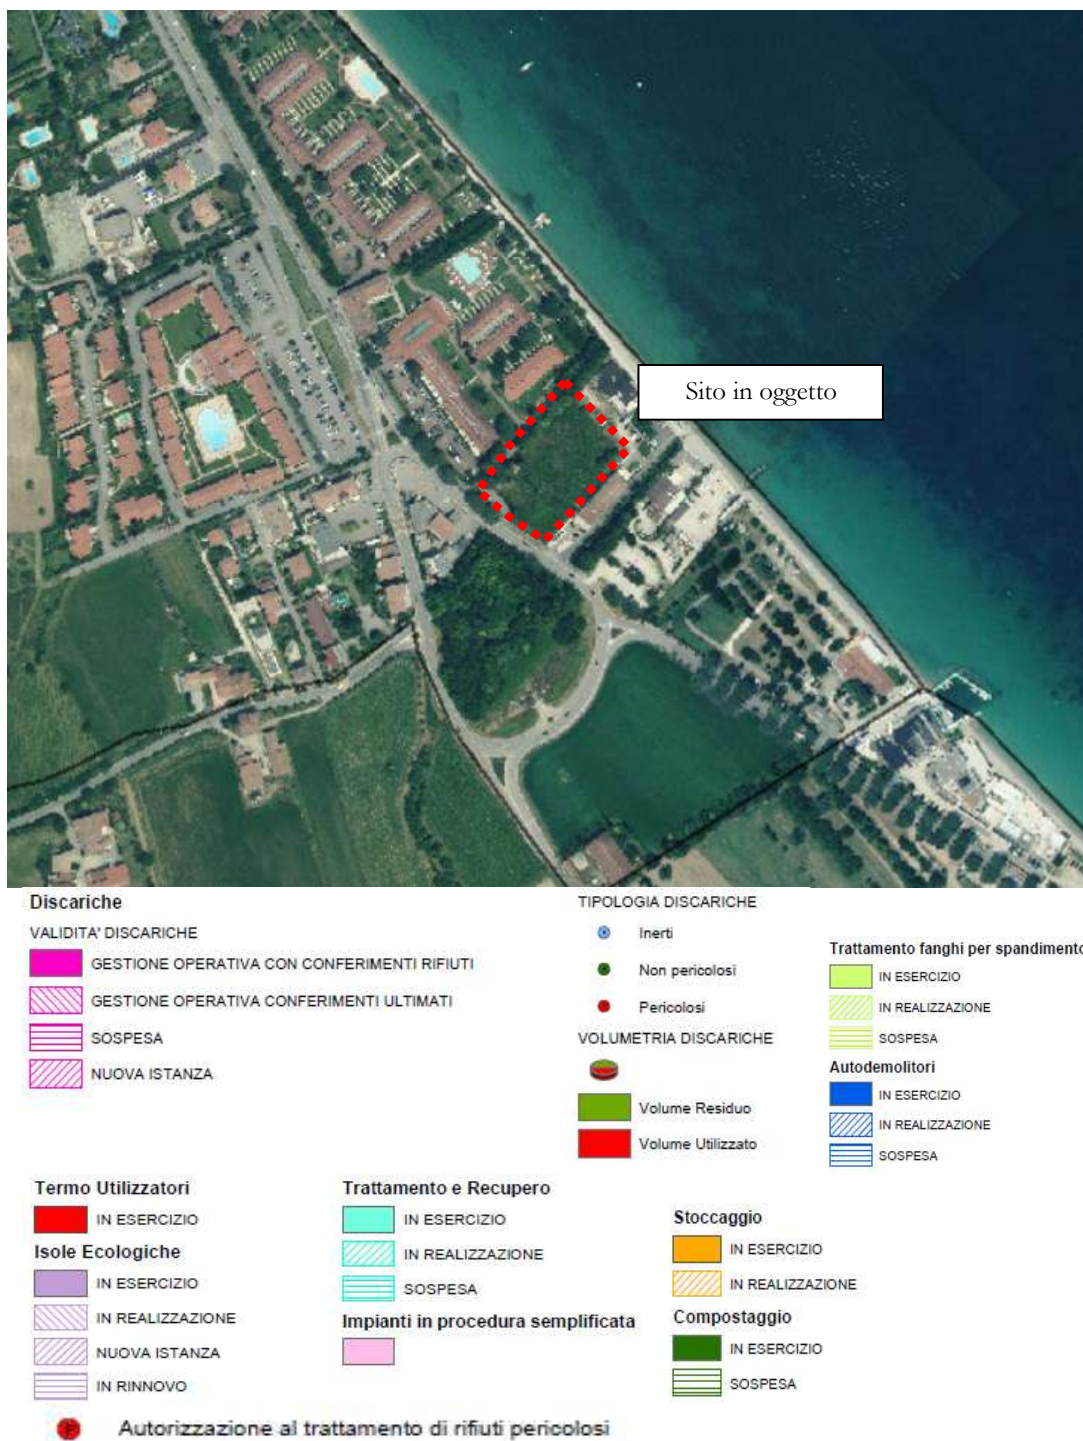 Sito in oggetto
Discariche
VALIDITA' DISCARICHE
GESTIONE OPERATIVA CON CONFERIMENTI RIFIUTI
GESTIONE OPERATIVA CONFERIMENTI ULTIMATI
SOSPESA
NUOVA ISTANZA
TIPOLOGIA DISCARICHE
Inerti
Non pericolosi
Pericolosi
VOLUMETRIA DISCARICHE
Volume Residuo
Volume Utilizzato
Trattamento fanghi per spandimento
IN ESERCIZIO
IN REALIZZAZIONE
SOSPESA
Autodemolitori
IN ESERCIZIO
IN REALIZZAZIONE
SOSPESA
Termo Utilizzatori
IN ESERCIZIO
Isole Ecologiche
IN ESERCIZIO
IN REALIZZAZIONE
NUOVA ISTANZA
IN RINNOVO
Trattamento e Recupero
IN ESERCIZIO
IN REALIZZAZIONE
SOSPESA
Impianti in procedura semplificata
Stoccaggio
IN ESERCIZIO
IN REALIZZAZIONE
Compostaggio
IN ESERCIZIO
SOSPESA
Autorizzazione al trattamento di rifiuti pericolosi